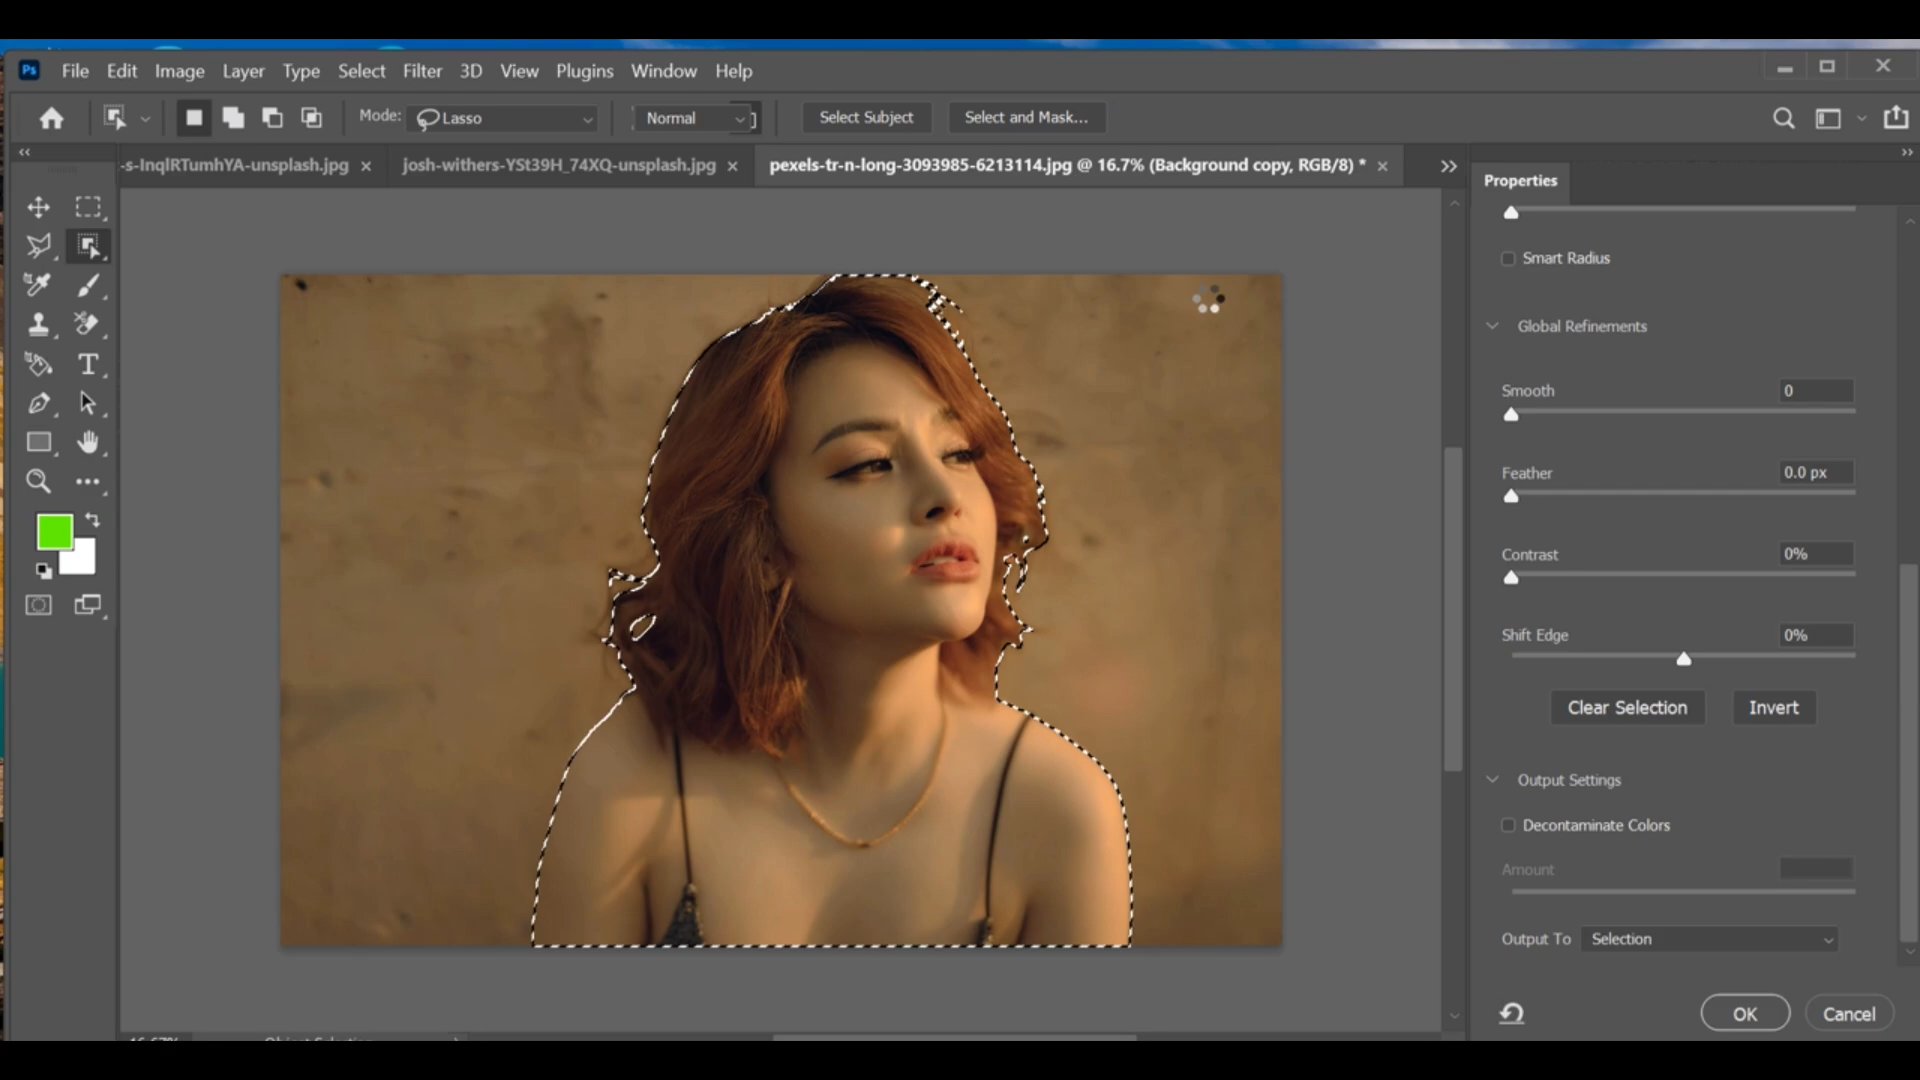 Ps File Edit Image Layer Type Select Filter 3D View Plugins Window Help
Mode: Lasso Normal Select Subject Select and Mask...
-s-InqlRTumhYA-unsplash.jpg × josh-withers-YSt39H_74XQ-unsplash.jpg × pexels-tr-n-long-3093985-6213114.jpg @ 16.7% (Background copy, RGB/8) * ×
Properties
Smart Radius
Global Refinements
Smooth 0
Feather 0.0 px
Contrast 0%
Shift Edge 0%
Clear Selection Invert
Output Settings
Decontaminate Colors
Amount
Output To Selection
OK Cancel